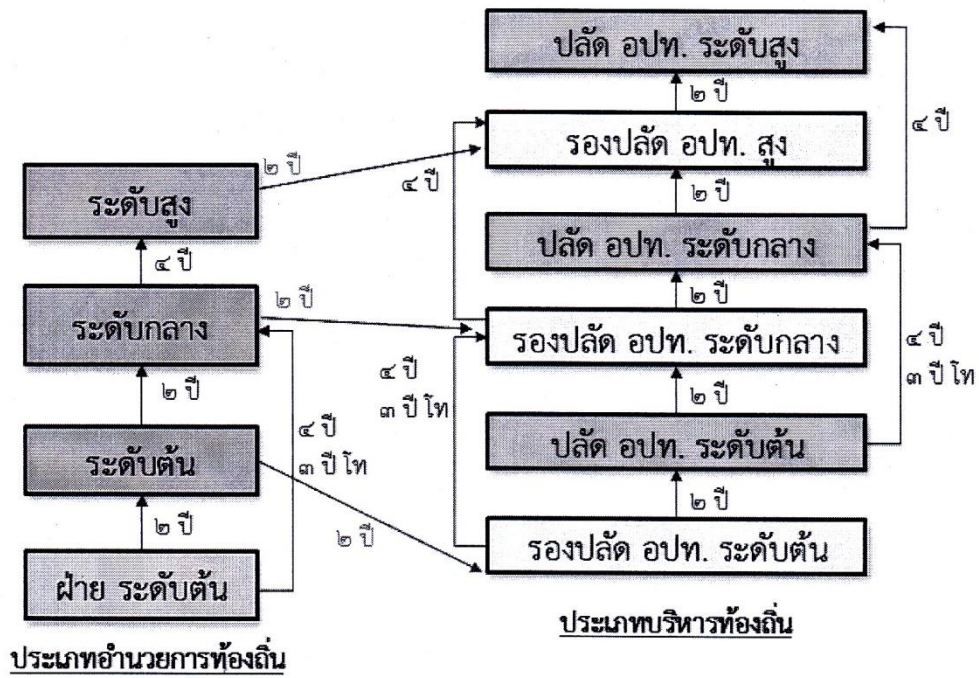 ปลัด อปท. ระดับสูง
๒ ปี
๔ ปี
รองปลัด อปท. สูง
๒ ปี
๔ ปี
ระดับสูง
๒ ปี
ปลัด อปท. ระดับกลาง
๔ ปี
๒ ปี
๒ ปี
ระดับกลาง
รองปลัด อปท. ระดับกลาง
๔ ปี
๓ ปี โท
๒ ปี
๔ ปี
๓ ปี โท
๒ ปี
ปลัด อปท. ระดับต้น
ระดับต้น
๔ ปี
๓ ปี โท
๒ ปี
๒ ปี
๒ ปี
รองปลัด อปท. ระดับต้น
ฝ่าย ระดับต้น
ประเภทบริหารท้องถิ่น
ประเภทอำนวยการท้องถิ่น